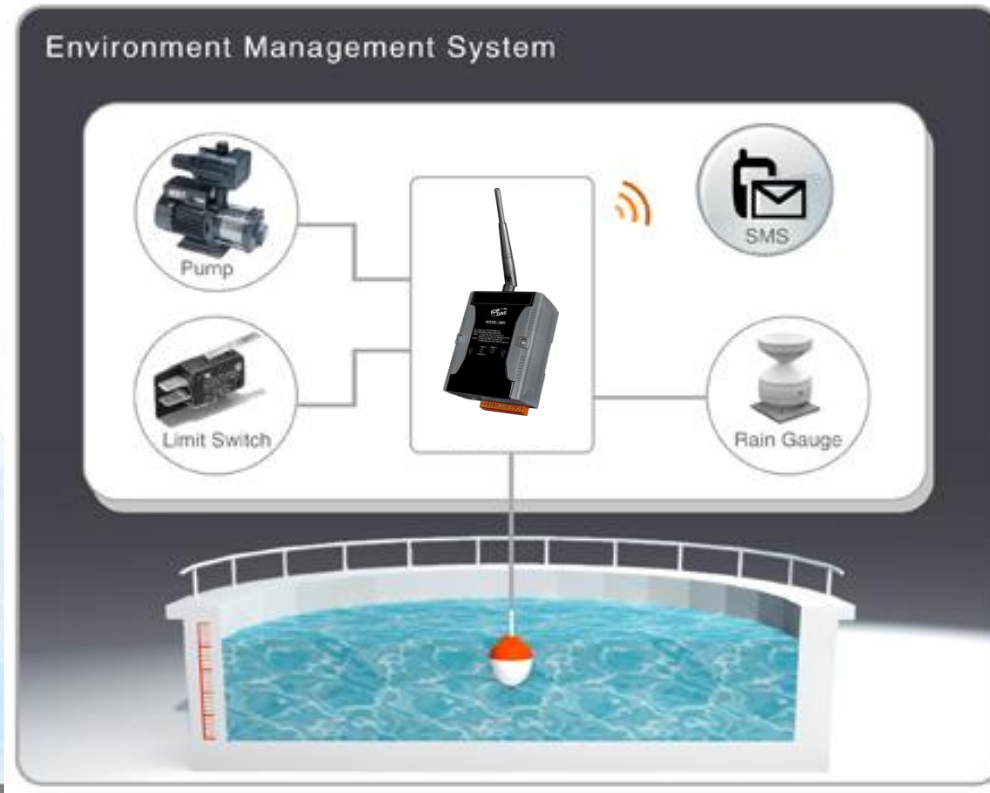 Environment Management System
Pump
SMS
Limit Switch
Rain Gauge